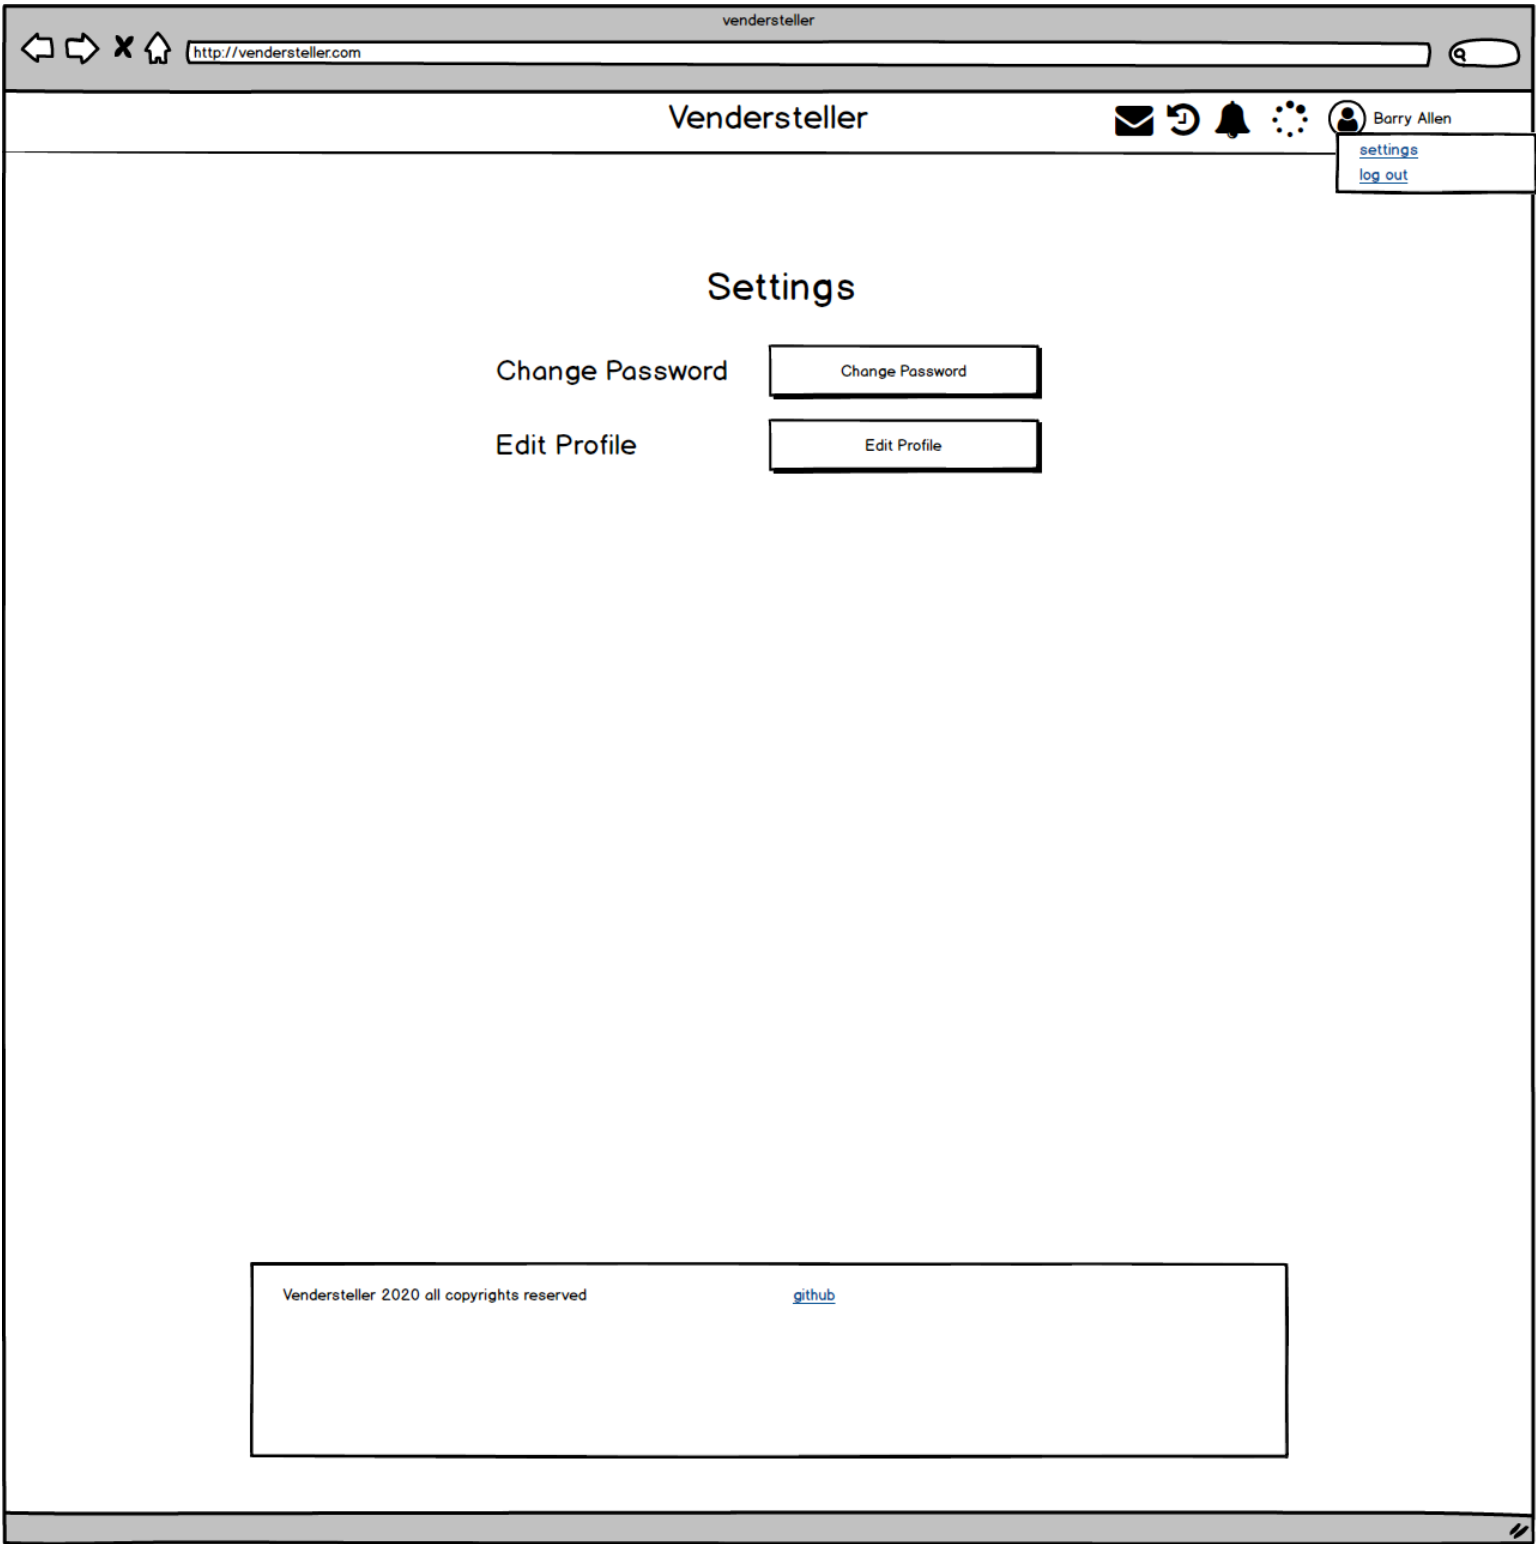 vendersteller
http://vendersteller.com
Vendersteller
Barry Allen
settings
log out
Settings
Change Password
Change Password
Edit Profile
Edit Profile
Vendersteller 2020 all copyrights reserved
github